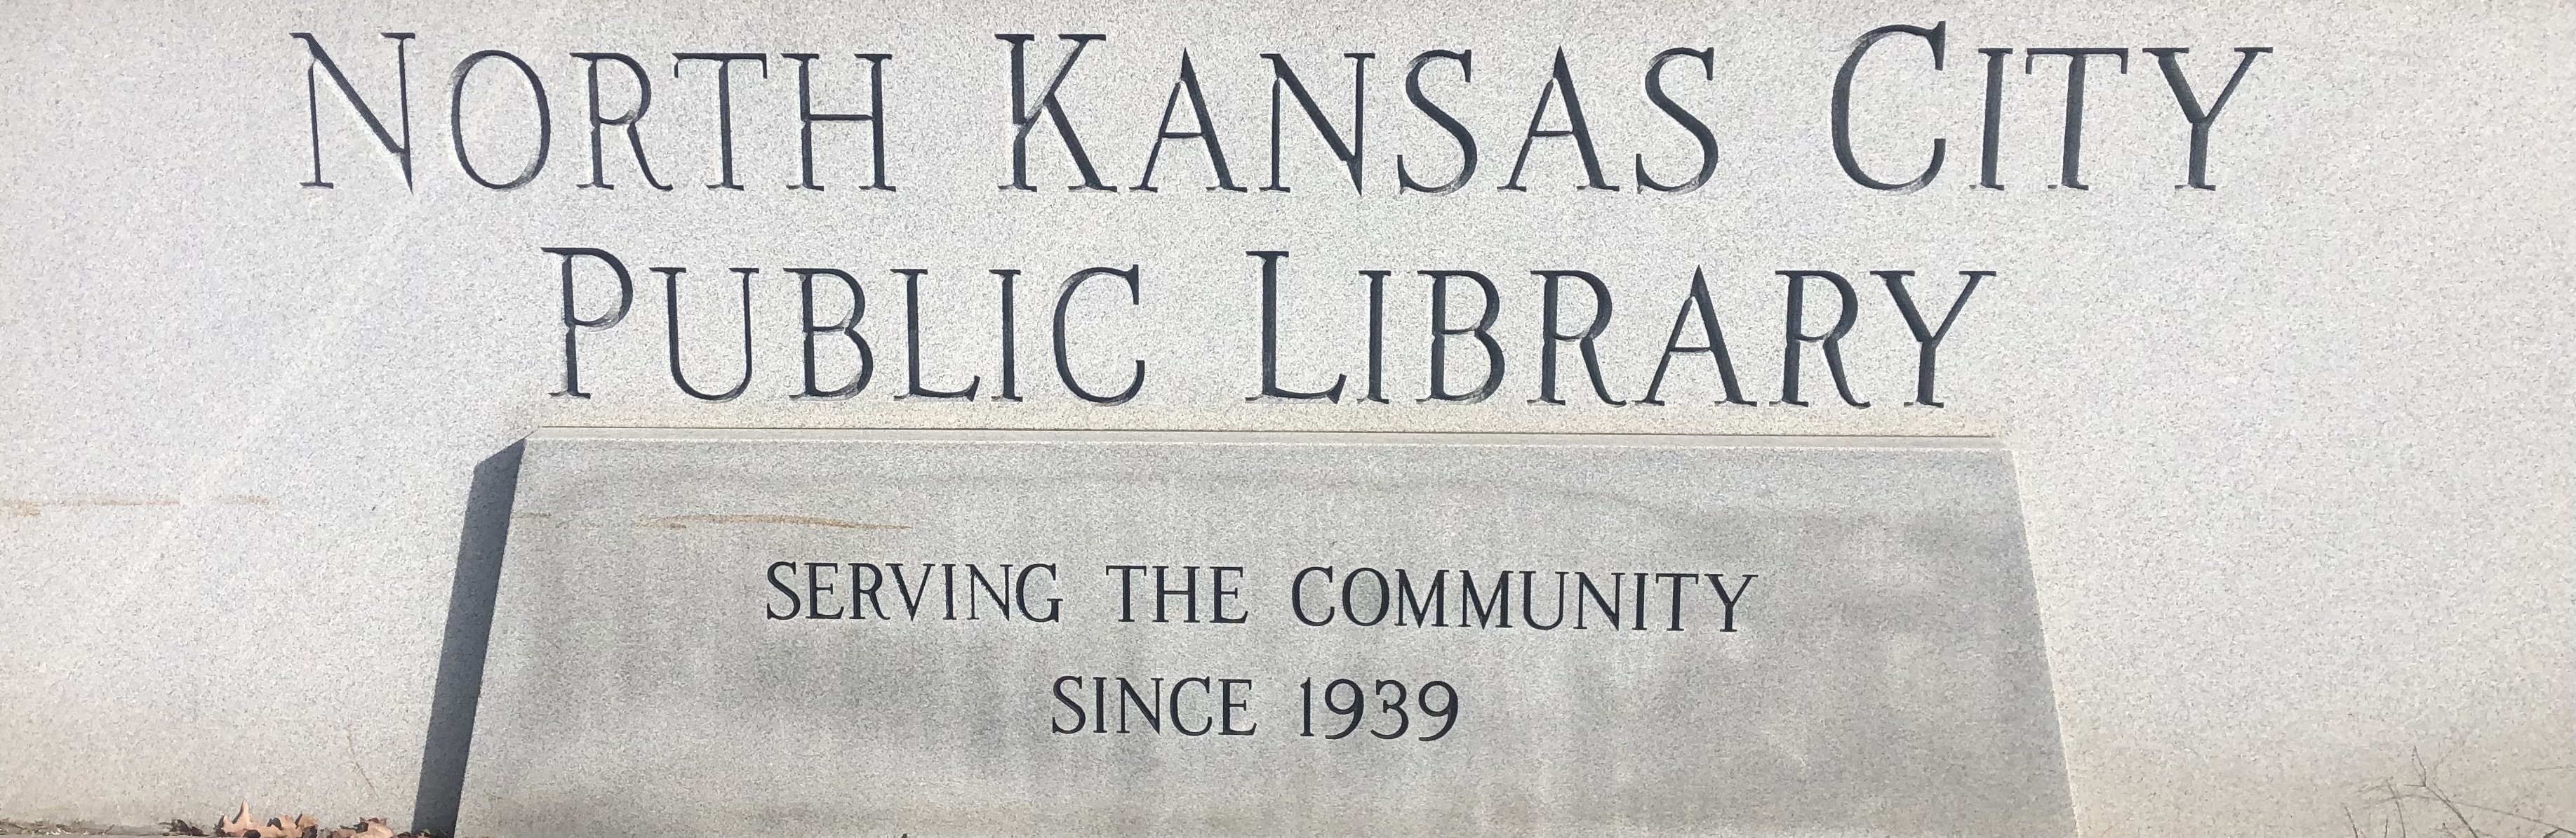 NORTH KANSAS CITY
PUBLIC LIBRARY
SERVING THE COMMUNITY
SINCE 1939